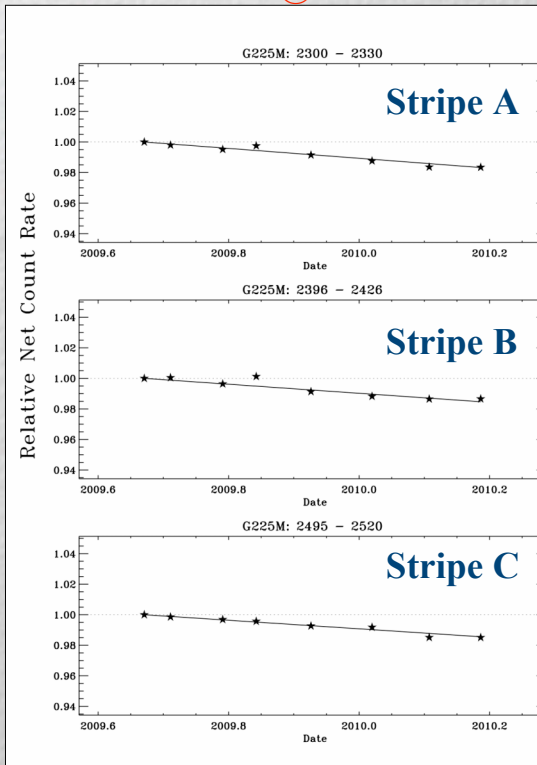 G225M: 2300 – 2330
Stripe A
1.04
1.02
1.00
0.98
0.96
0.94
2009.6 2009.8 2010.0 2010.2
Date
Relative Net Count Rate
G225M: 2396 – 2426
Stripe B
1.04
1.02
1.00
0.98
0.96
0.94
2009.6 2009.8 2010.0 2010.2
Date
G225M: 2495 – 2520
Stripe C
1.04
1.02
1.00
0.98
0.96
0.94
2009.6 2009.8 2010.0 2010.2
Date